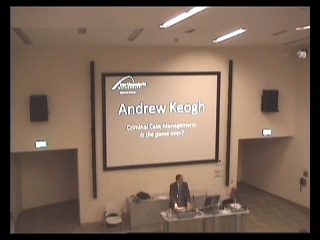 Andrew Keogh
Criminal Case Management:
is the game over?